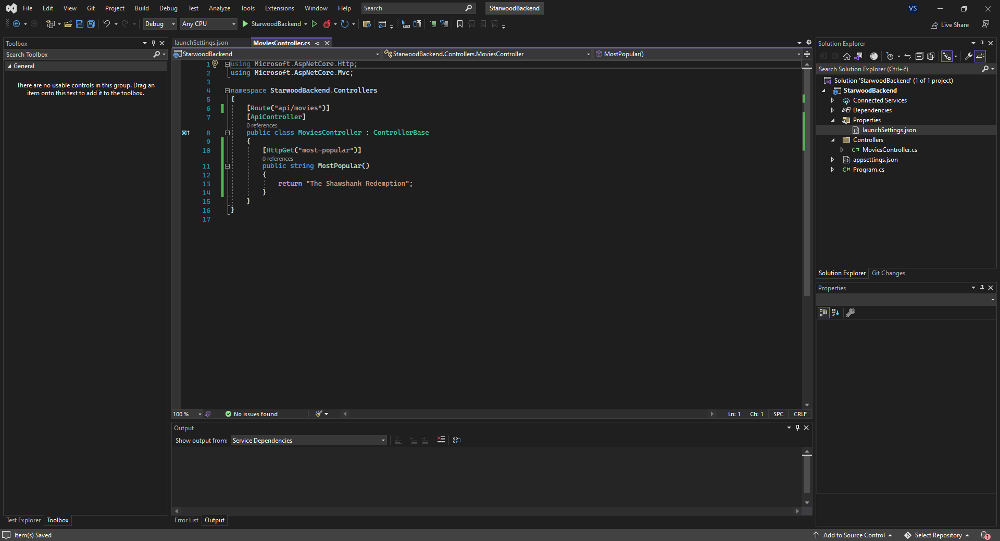 File Edit View Git Project Build Debug Test Analyze Tools Extensions Window Help Search StarwoodBackend VS
Debug Any CPU StarwoodBackend Live Share
Toolbox
Search Toolbox
General
There are no usable controls in this group. Drag an
item onto this text to add it to the toolbox.
Test Explorer Toolbox
launchSettings.json MoviesController.cs
StarwoodBackend StarwoodBackend.Controllers.MoviesController MostPopular()
1 using Microsoft.AspNetCore.Http;
2 using Microsoft.AspNetCore.Mvc;
3
4 namespace StarwoodBackend.Controllers
5 {
6 [Route("api/movies")]
7 [ApiController]
0 references
8 public class MoviesController : ControllerBase
9 {
10 [HttpGet("most-popular")]
0 references
11 public string MostPopular()
12 {
13 return "The Shawshank Redemption";
14 }
15 }
16 }
17
100 % No issues found Ln: 1 Ch: 1 SPC CRLF
Output
Show output from: Service Dependencies
Error List Output
Solution Explorer
Search Solution Explorer (Ctrl+č)
Solution 'StarwoodBackend' (1 of 1 project)
StarwoodBackend
Connected Services
Dependencies
Properties
launchSettings.json
Controllers
C# MoviesController.cs
appsettings.json
C# Program.cs
Solution Explorer Git Changes
Properties
Item(s) Saved Add to Source Control Select Repository 1